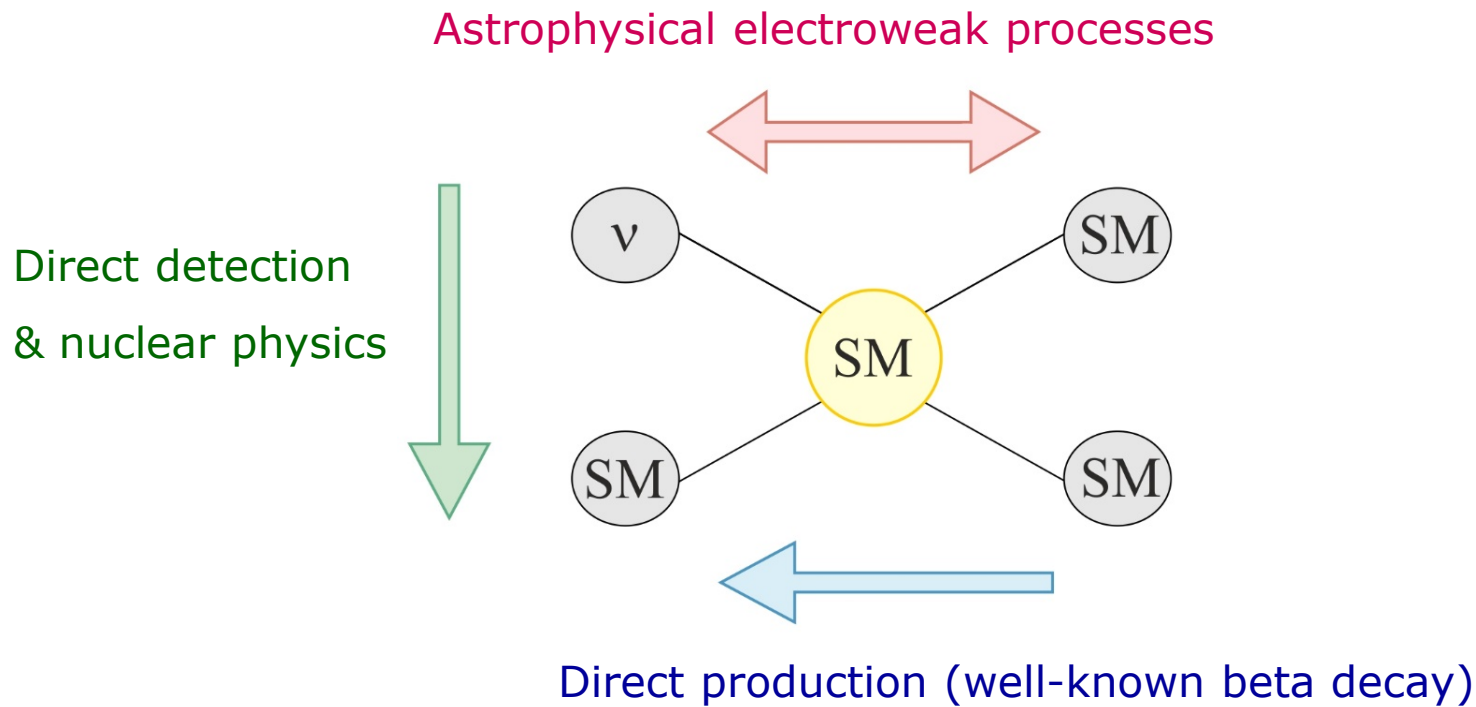 Astrophysical electroweak processes
ν
SM
Direct detection
& nuclear physics
SM
SM
SM
Direct production (well-known beta decay)